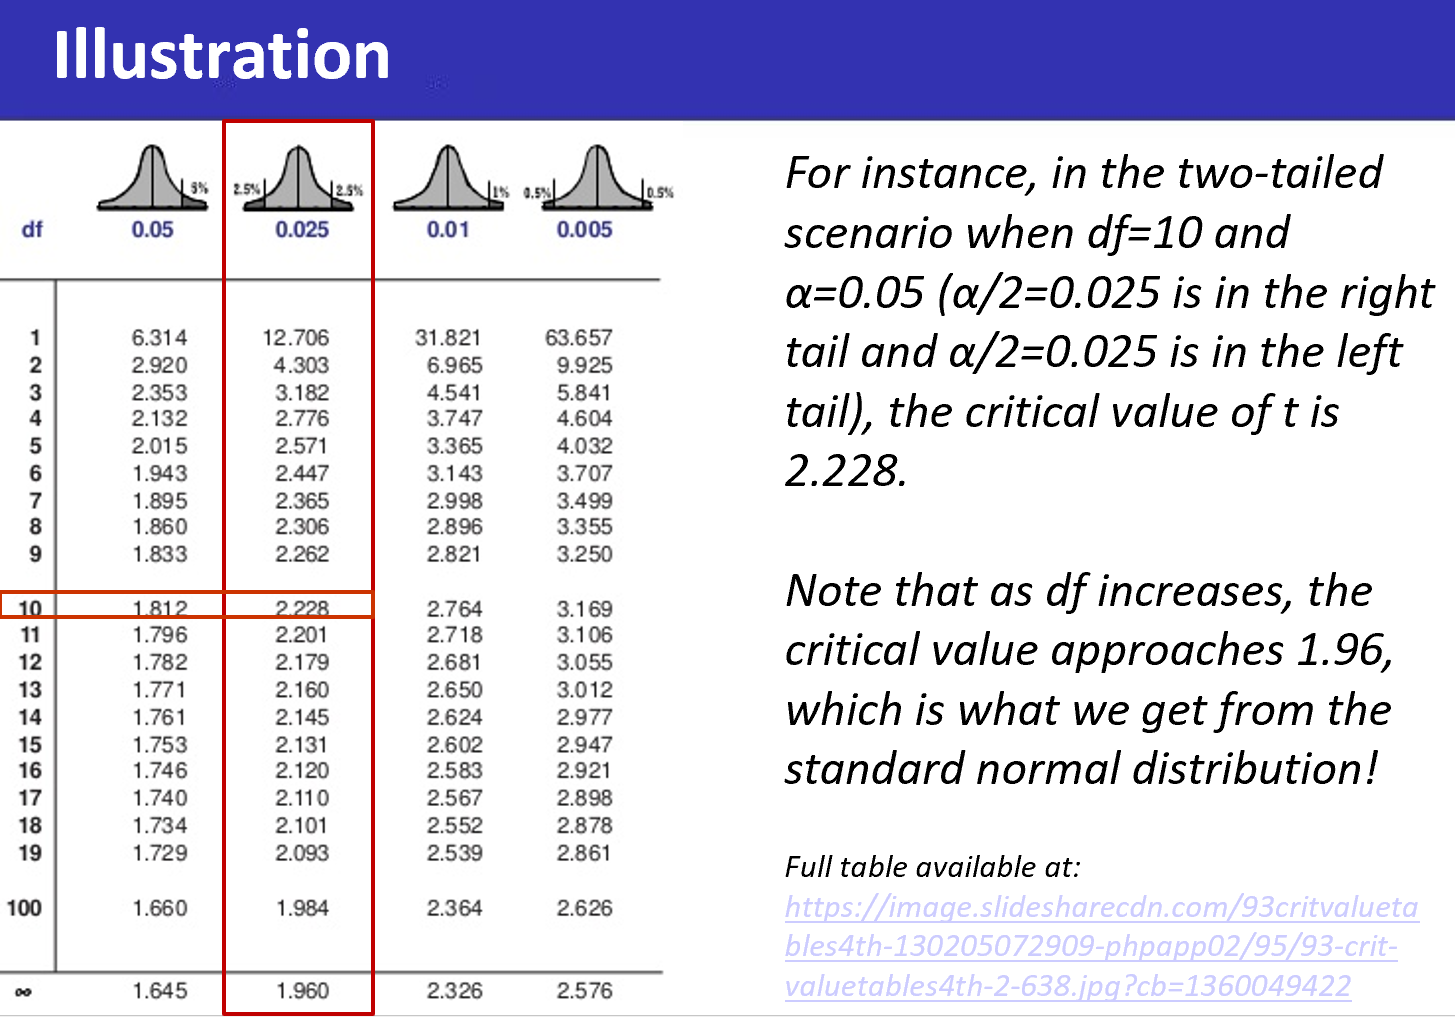 Illustration
5% 2.5% 2.5% 1% 0.5% 0.5%
df 0.05 0.025 0.01 0.005
1 6.314 12.706 31.821 63.657
2 2.920 4.303 6.965 9.925
3 2.353 3.182 4.541 5.841
4 2.132 2.776 3.747 4.604
5 2.015 2.571 3.365 4.032
6 1.943 2.447 3.143 3.707
7 1.895 2.365 2.998 3.499
8 1.860 2.306 2.896 3.355
9 1.833 2.262 2.821 3.250
10 1.812 2.228 2.764 3.169
11 1.796 2.201 2.718 3.106
12 1.782 2.179 2.681 3.055
13 1.771 2.160 2.650 3.012
14 1.761 2.145 2.624 2.977
15 1.753 2.131 2.602 2.947
16 1.746 2.120 2.583 2.921
17 1.740 2.110 2.567 2.898
18 1.734 2.101 2.552 2.878
19 1.729 2.093 2.539 2.861
100 1.660 1.984 2.364 2.626
∞ 1.645 1.960 2.326 2.576
For instance, in the two-tailed
scenario when df=10 and
α=0.05 (α/2=0.025 is in the right
tail and α/2=0.025 is in the left
tail), the critical value of t is
2.228.
Note that as df increases, the
critical value approaches 1.96,
which is what we get from the
standard normal distribution!
Full table available at:
https://image.slidesharecdn.com/93critvalueta
bles4th-130205072909-phpapp02/95/93-crit-
valuetables4th-2-638.jpg?cb=1360049422